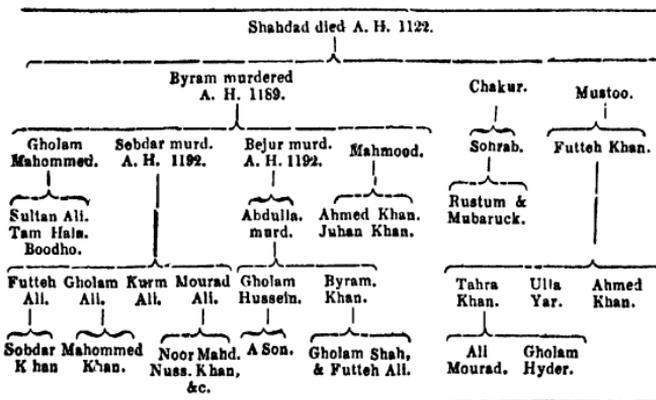 Shahdad died A. H. 1122.
Byram murdered
A. H. 1189.
Chakur.
Mustoo.
Gholam
Mahommed.
Sobdar murd.
A. H. 1192.
Bejur murd.
A. H. 1192.
Mahmood.
Sohrab.
Futteh Khan.
Sultan Ali.
Tam Hala.
Boodho.
Abdulla.
murd.
Ahmed Khan.
Juhan Khan.
Rustum &
Mubaruck.
Futteh
Ali.
Gholam
Ali.
Kurm
Ali.
Mourad
Ali.
Gholam
Hussein.
Byram.
Khan.
Tahra
Khan.
Ulla
Yar.
Ahmed
Khan.
Sobdar
Khan
Mahommed
Khan.
Noor Mahd.
Nuss. Khan,
&c.
A Son.
Gholam Shah,
& Futteh Ali.
Ali
Mourad.
Gholam
Hyder.